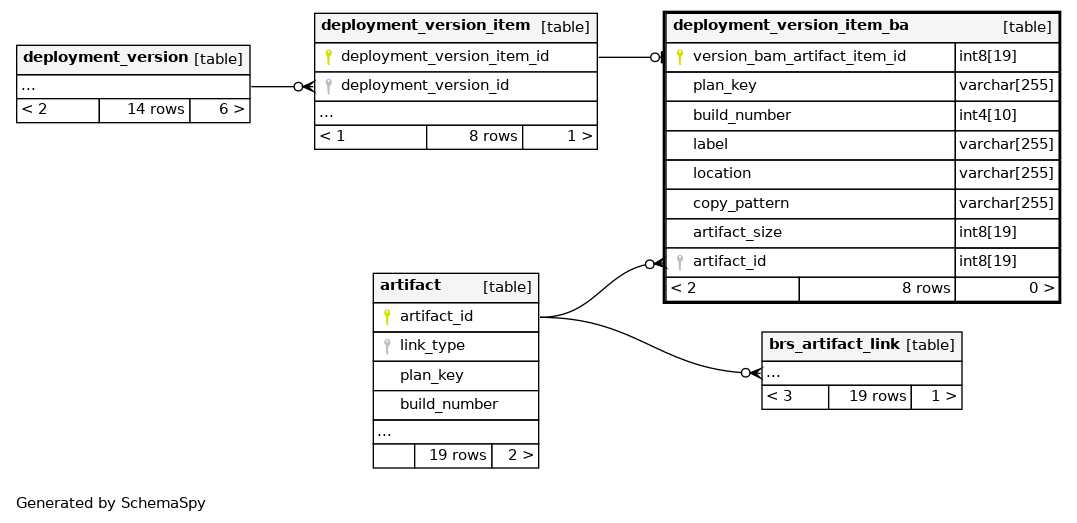 deployment_version [table]
...
< 2 14 rows 6 >
deployment_version_item [table]
deployment_version_item_id
deployment_version_id
...
< 1 8 rows 1 >
deployment_version_item_ba [table]
version_bam_artifact_item_id int8[19]
plan_key varchar[255]
build_number int4[10]
label varchar[255]
location varchar[255]
copy_pattern varchar[255]
artifact_size int8[19]
artifact_id int8[19]
< 2 8 rows 0 >
artifact [table]
artifact_id
link_type
plan_key
build_number
...
19 rows 2 >
brs_artifact_link [table]
...
< 3 19 rows 1 >
Generated by SchemaSpy